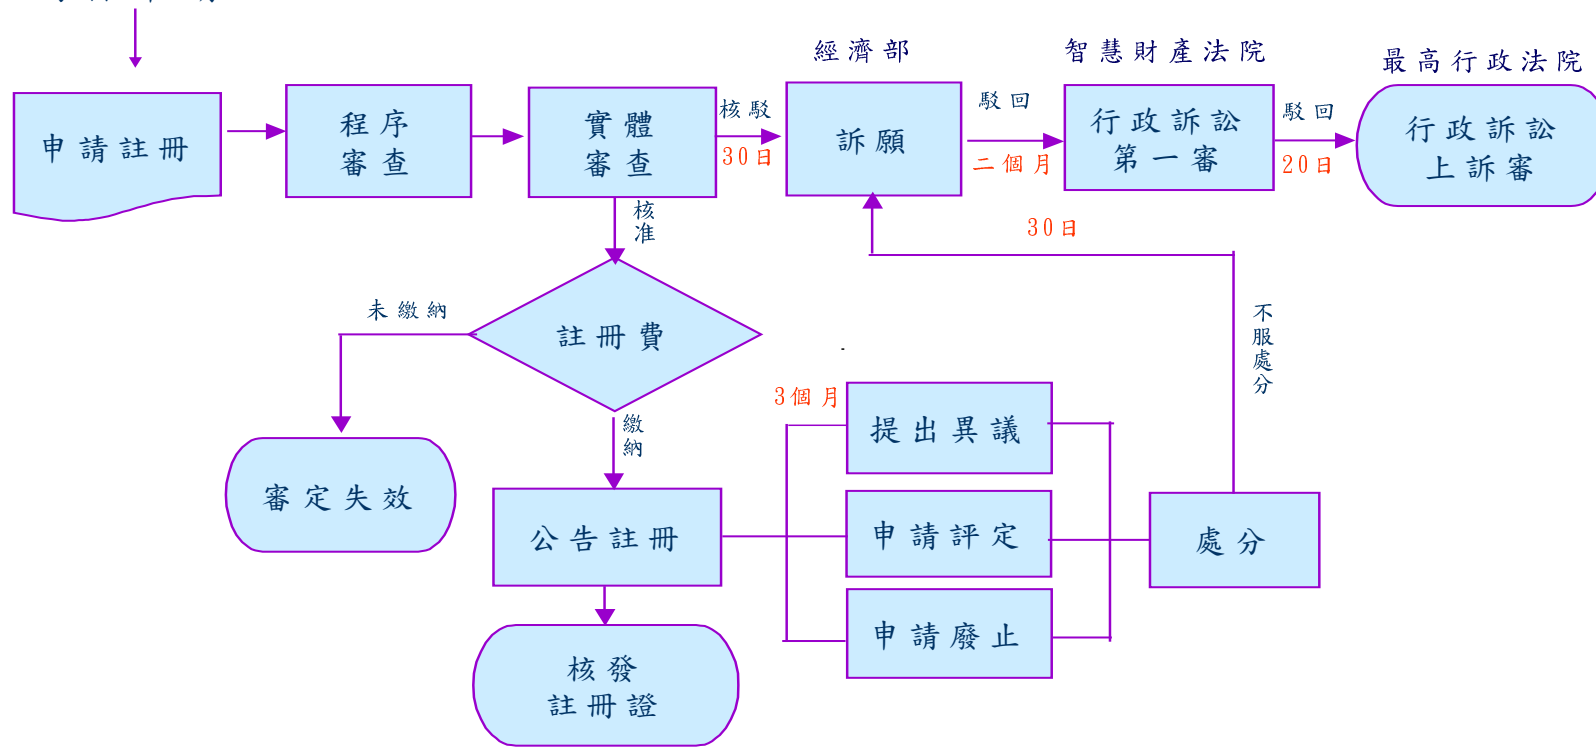 經濟部
智慧財產法院
最高行政法院
申請註冊
程序
審查
實體
審查
核駁
30日
訴願
駁回
二個月
行政訴訟
第一審
駁回
20日
行政訴訟
上訴審
核
准
30日
未繳納
註冊費
不
服
處
分
3個月
繳
納
提出異議
審定失效
公告註冊
申請評定
處分
申請廢止
核發
註冊證